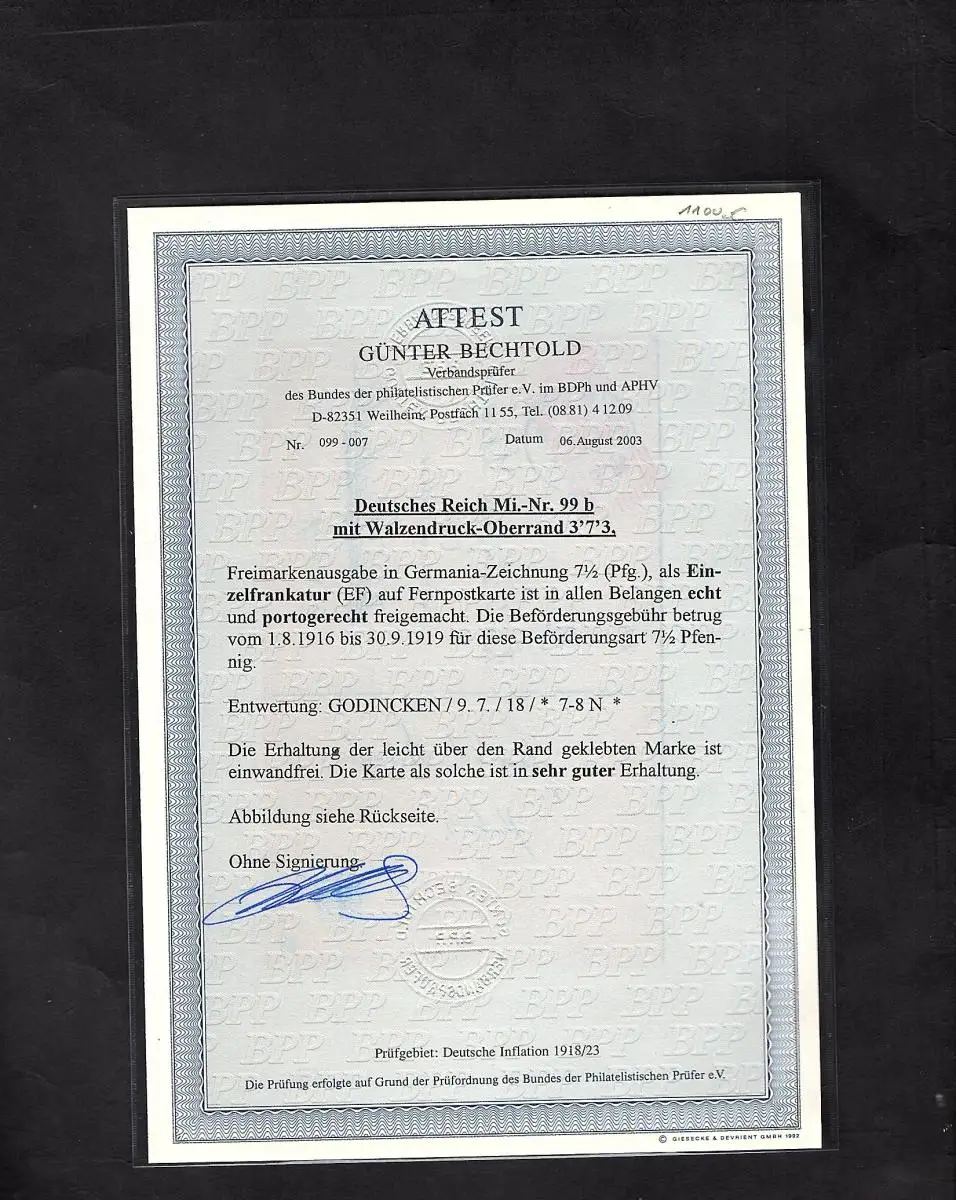 1100,-
ATTEST
GÜNTER BECHTOLD
Verbandsprüfer
des Bundes der philatelistischen Prüfer e.V. im BDPh und APHV
D-82351 Weilheim, Postfach 11 55, Tel. (08 81) 4 12 09
Nr. 099 - 007 Datum 06.August 2003
Deutsches Reich Mi.-Nr. 99 b
mit Walzendruck-Oberrand 3’7’3,
Freimarkenausgabe in Germania-Zeichnung 7½ (Pfg.), als Ein-
zelfrankatur (EF) auf Fernpostkarte ist in allen Belangen echt
und portogerecht freigemacht. Die Beförderungsgebühr betrug
vom 1.8.1916 bis 30.9.1919 für diese Beförderungsart 7½ Pfen-
nig.
Entwertung: GODINCKEN / 9. 7. / 18 / * 7-8 N *
Die Erhaltung der leicht über den Rand geklebten Marke ist
einwandfrei. Die Karte als solche ist in sehr guter Erhaltung.
Abbildung siehe Rückseite.
Ohne Signierung.
Prüfgebiet: Deutsche Inflation 1918/23
Die Prüfung erfolgte auf Grund der Prüfordnung des Bundes der Philatelistischen Prüfer e.V.
© GIESECKE & DEVRIENT GMBH 1992